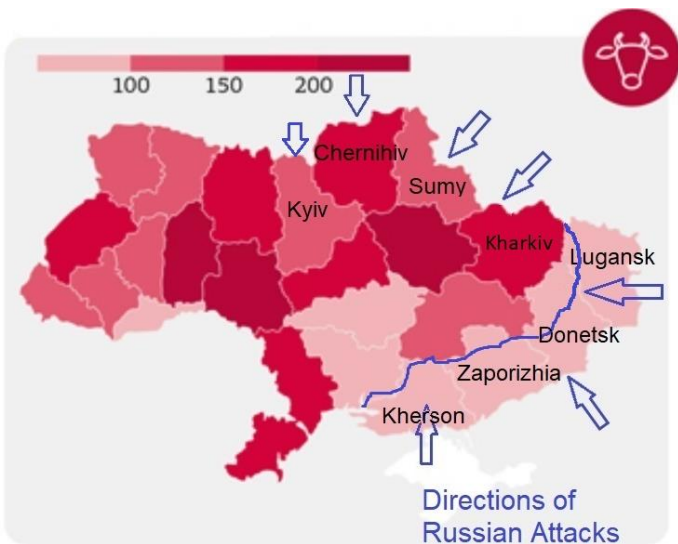 100 150 200
Chernihiv
Sumy
Kyiv
Kharkiv
Lugansk
Donetsk
Zaporizhia
Kherson
Directions of
Russian Attacks